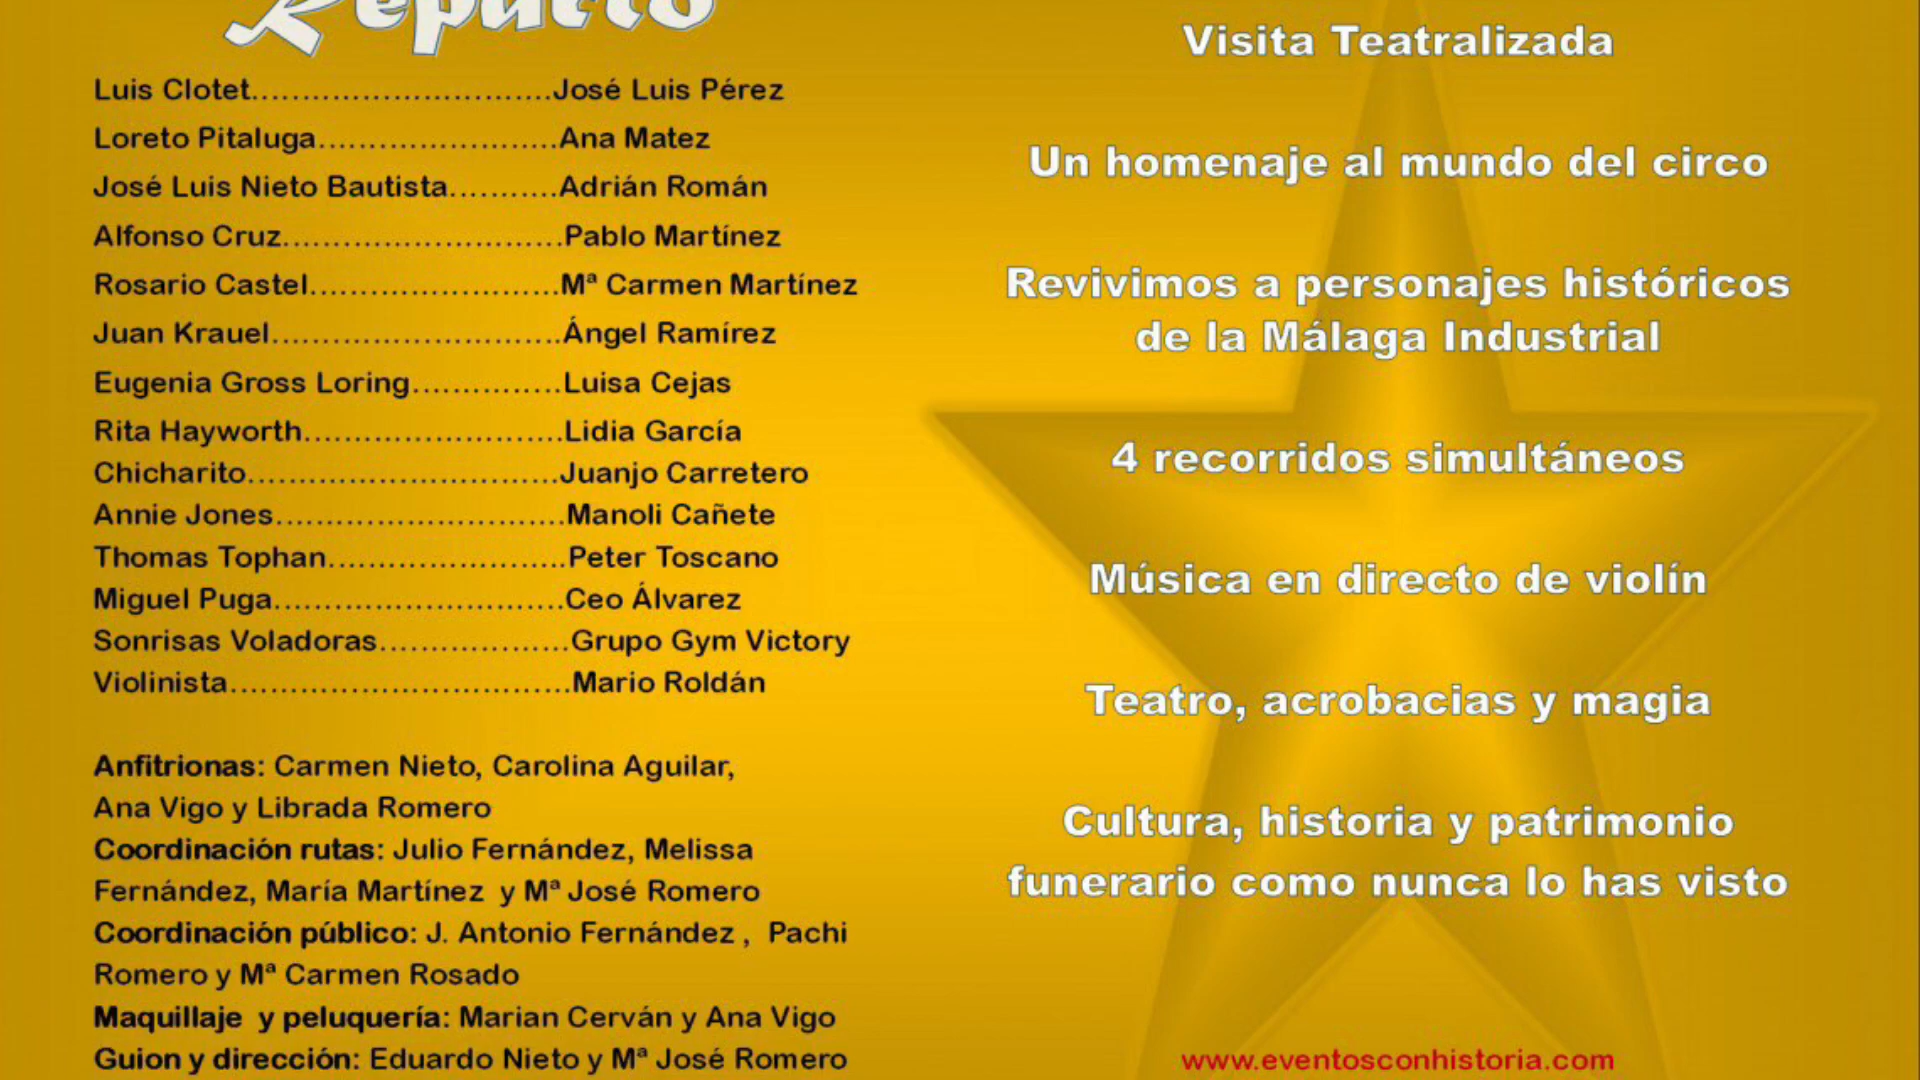 Reparto
Luis Clotet..............................José Luis Pérez
Loreto Pitaluga........................Ana Matez
José Luis Nieto Bautista...........Adrián Román
Alfonso Cruz............................Pablo Martínez
Rosario Castel.........................Mª Carmen Martínez
Juan Krauel.............................Ángel Ramírez
Eugenia Gross Loring...............Luisa Cejas
Rita Hayworth..........................Lidia García
Chicharito...............................Juanjo Carretero
Annie Jones.............................Manoli Cañete
Thomas Tophan........................Peter Toscano
Miguel Puga.............................Ceo Álvarez
Sonrisas Voladoras...................Grupo Gym Victory
Violinista..................................Mario Roldán
Anfitrionas: Carmen Nieto, Carolina Aguilar,
Ana Vigo y Librada Romero
Coordinación rutas: Julio Fernández, Melissa
Fernández, María Martínez y Mª José Romero
Coordinación público: J. Antonio Fernández , Pachi
Romero y Mª Carmen Rosado
Maquillaje y peluquería: Marian Cerván y Ana Vigo
Guion y dirección: Eduardo Nieto y Mª José Romero
Visita Teatralizada
Un homenaje al mundo del circo
Revivimos a personajes históricos
de la Málaga Industrial
4 recorridos simultáneos
Música en directo de violín
Teatro, acrobacias y magia
Cultura, historia y patrimonio
funerario como nunca lo has visto
www.eventosconhistoria.com